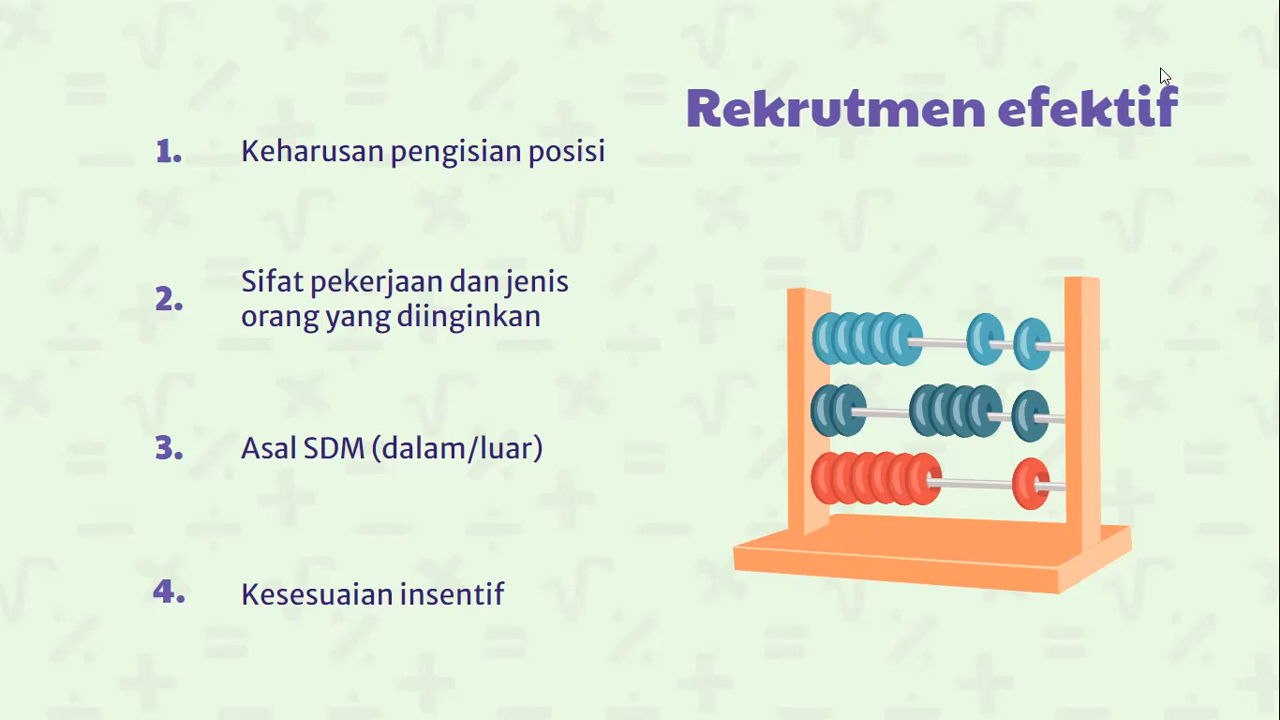 Rekrutmen efektif
1. Keharusan pengisian posisi
2. Sifat pekerjaan dan jenis
orang yang diinginkan
3. Asal SDM (dalam/luar)
4. Kesesuaian insentif